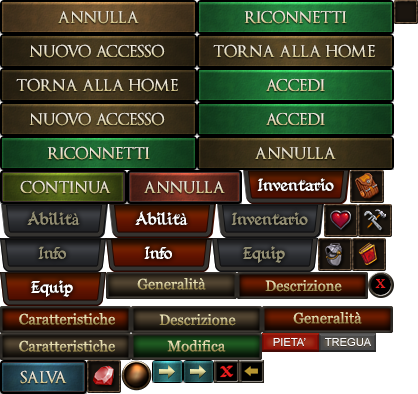 ANNULLA RICONNETTI
NUOVO ACCESSO TORNA ALLA HOME
TORNA ALLA HOME ACCEDI
NUOVO ACCESSO ACCEDI
RICONNETTI ANNULLA
CONTINUA ANNULLA Inventario
Abilità Abilità Inventario
Info Info Equip
Equip Generalità Descrizione X
Caratteristiche Descrizione Generalità
Caratteristiche Modifica PIETA' TREGUA
SALVA X